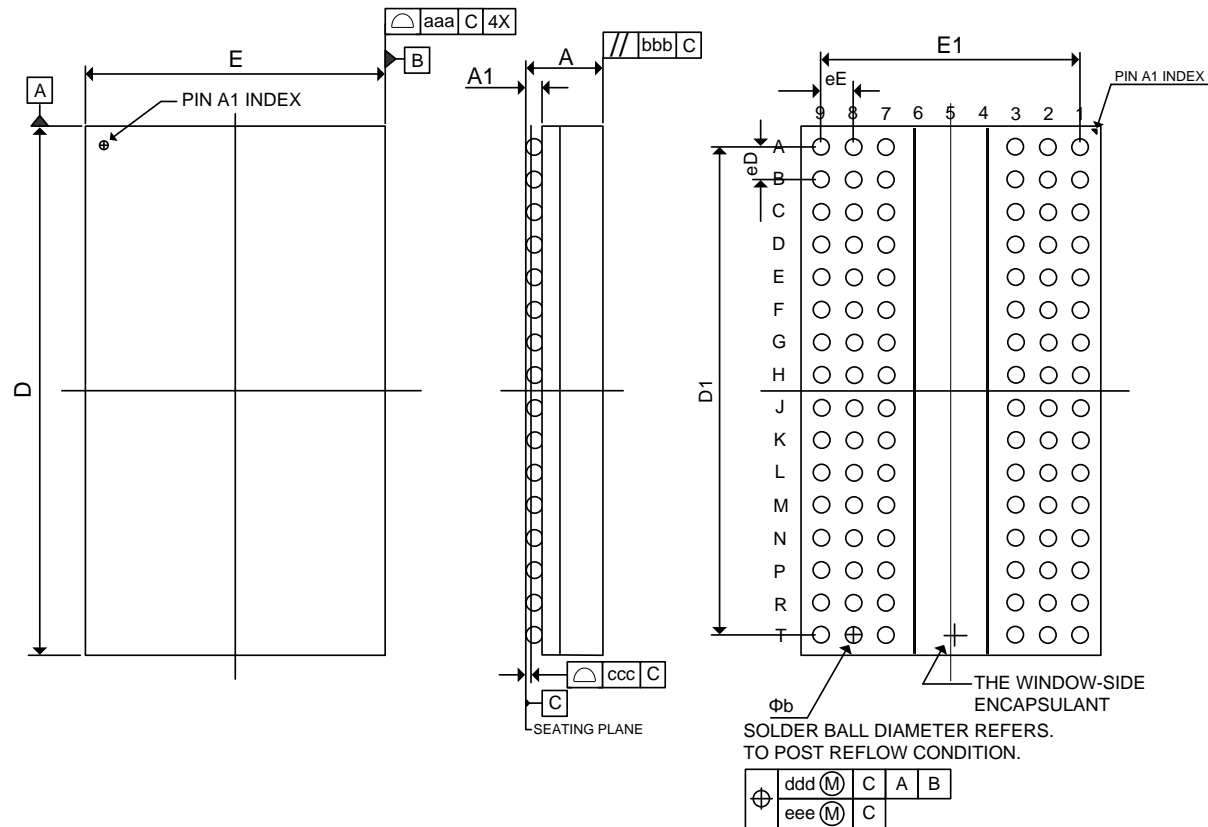 aaa C 4X
B
E
A
PIN A1 INDEX
D
// bbb C
A
A1
ccc C
C
SEATING PLANE
E1
eE
PIN A1 INDEX
9 8 7 6 5 4 3 2 1
eD
D1
A
B
C
D
E
F
G
H
J
K
L
M
N
P
R
T
THE WINDOW-SIDE
ENCAPSULANT
Φb
SOLDER BALL DIAMETER REFERS.
TO POST REFLOW CONDITION.
ddd Ⓜ C A B
eee Ⓜ C